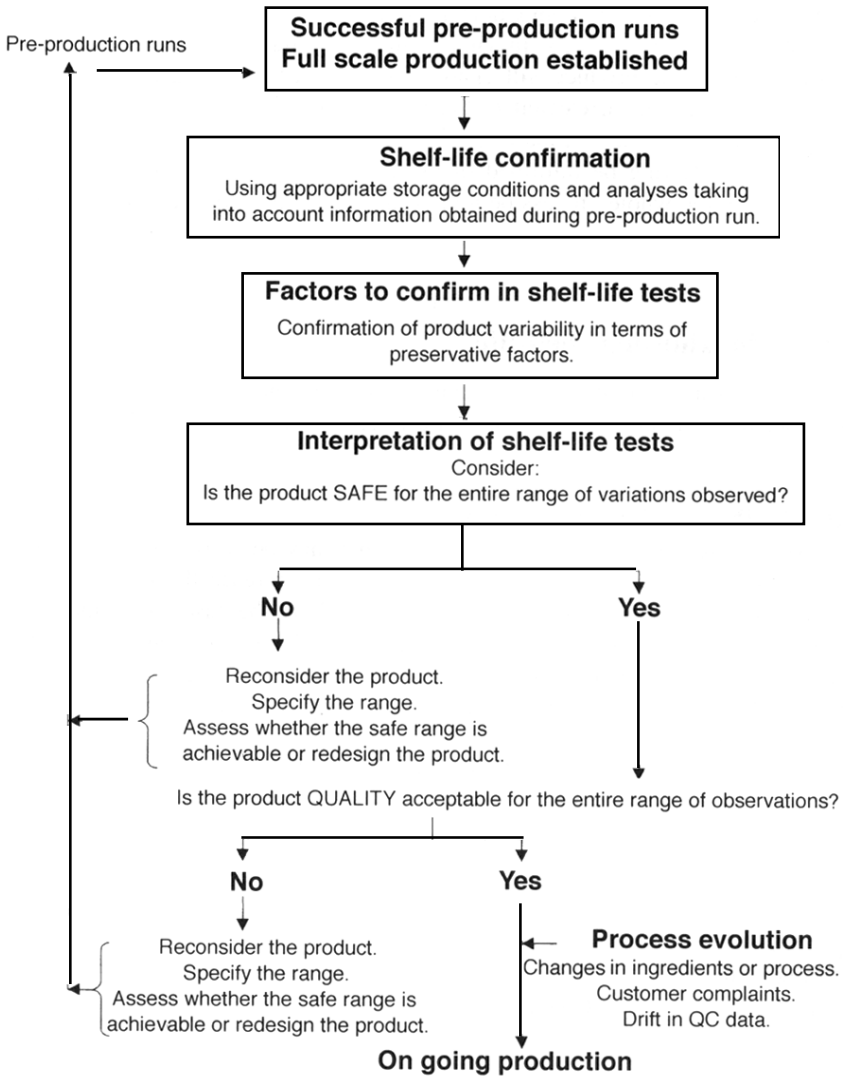 Pre-production runs
Successful pre-production runs
Full scale production established
Shelf-life confirmation
Using appropriate storage conditions and analyses taking
into account information obtained during pre-production run.
Factors to confirm in shelf-life tests
Confirmation of product variability in terms of
preservative factors.
Interpretation of shelf-life tests
Consider:
Is the product SAFE for the entire range of variations observed?
No
Yes
Reconsider the product.
Specify the range.
Assess whether the safe range is
achievable or redesign the product.
Is the product QUALITY acceptable for the entire range of observations?
No
Yes
Reconsider the product.
Specify the range.
Assess whether the safe range is
achievable or redesign the product.
Process evolution
Changes in ingredients or process.
Customer complaints.
Drift in QC data.
On going production